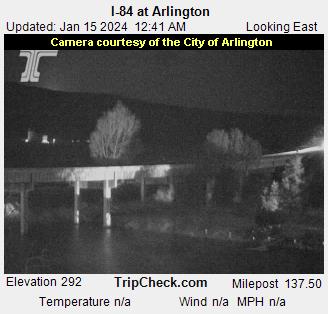 I-84 at Arlington
Updated: Jan 15 2024 12:41 AM Looking East
Camera courtesy of the City of Arlington
Elevation 292 TripCheck.com Milepost 137.50
Temperature n/a Wind n/a MPH n/a